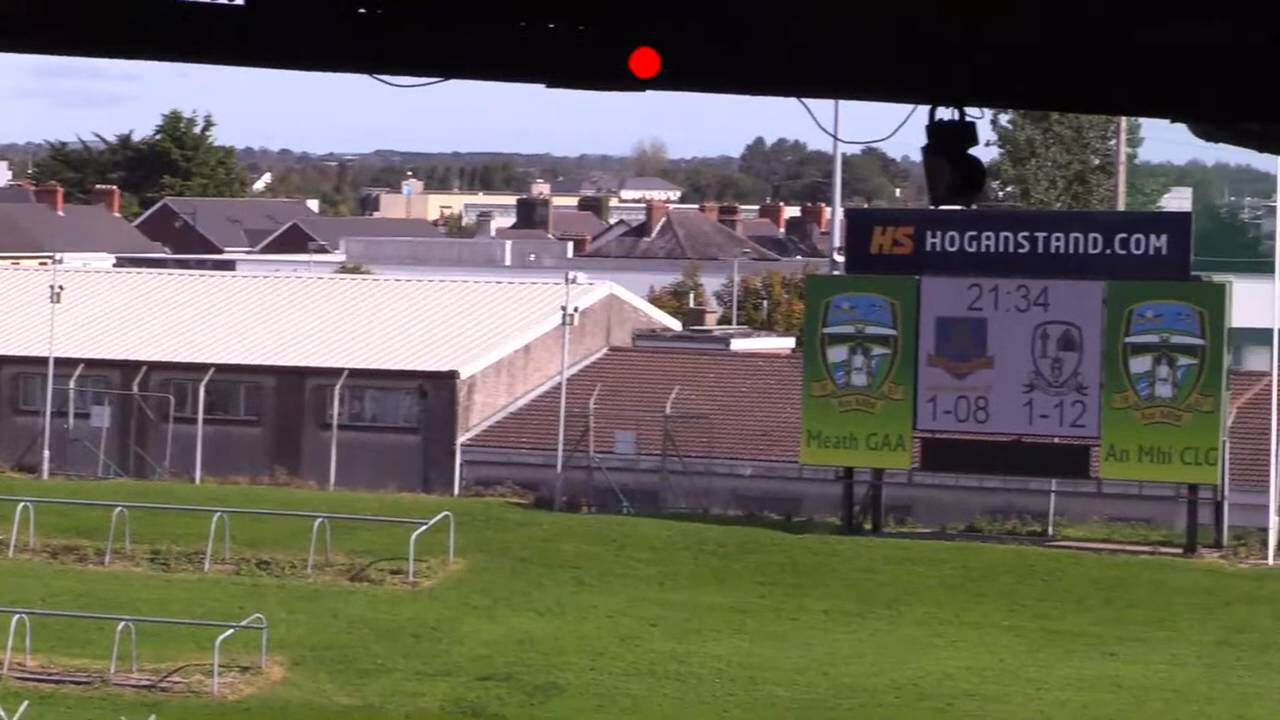 HS HOGANSTAND.COM
21:34
1-08 1-12
Meath GAA
An Mhí CLG